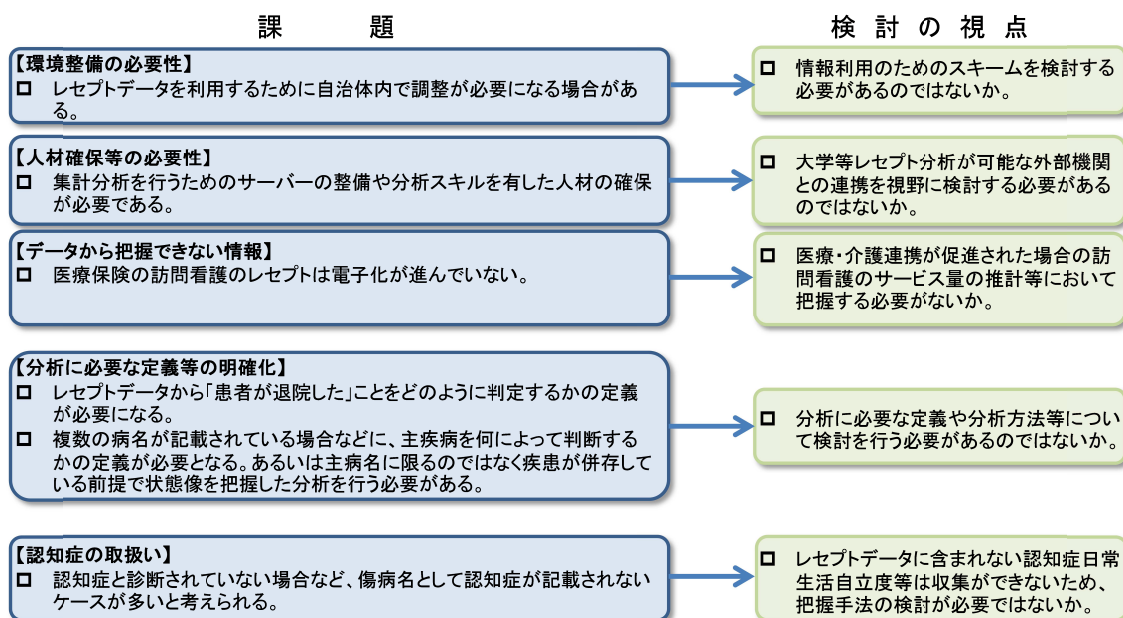 課　題
検 討 の 視 点
【環境整備の必要性】
□ レセプトデータを利用するために自治体内で調整が必要になる場合があ
る。
□ 情報利用のためのスキームを検討する
必要があるのではないか。
【人材確保等の必要性】
□ 集計分析を行うためのサーバーの整備や分析スキルを有した人材の確保
が必要である。
□ 大学等レセプト分析が可能な外部機関
との連携を視野に検討する必要がある
のではないか。
【データから把握できない情報】
□ 医療保険の訪問看護のレセプトは電子化が進んでいない。
□ 医療・介護連携が促進された場合の訪
問看護のサービス量の推計等において
把握する必要がないか。
【分析に必要な定義等の明確化】
□ レセプトデータから「患者が退院した」ことをどのように判定するかの定義
が必要になる。
□ 複数の病名が記載されている場合などに、主疾病を何によって判断する
かの定義が必要となる。あるいは主病名に限るのではなく疾患が併存して
いる前提で状態像を把握した分析を行う必要がある。
□ 分析に必要な定義や分析方法等につい
て検討を行う必要があるのではないか。
【認知症の取扱い】
□ 認知症と診断されていない場合など、傷病名として認知症が記載されない
ケースが多いと考えられる。
□ レセプトデータに含まれない認知症日常
生活自立度等は収集ができないため、
把握手法の検討が必要ではないか。